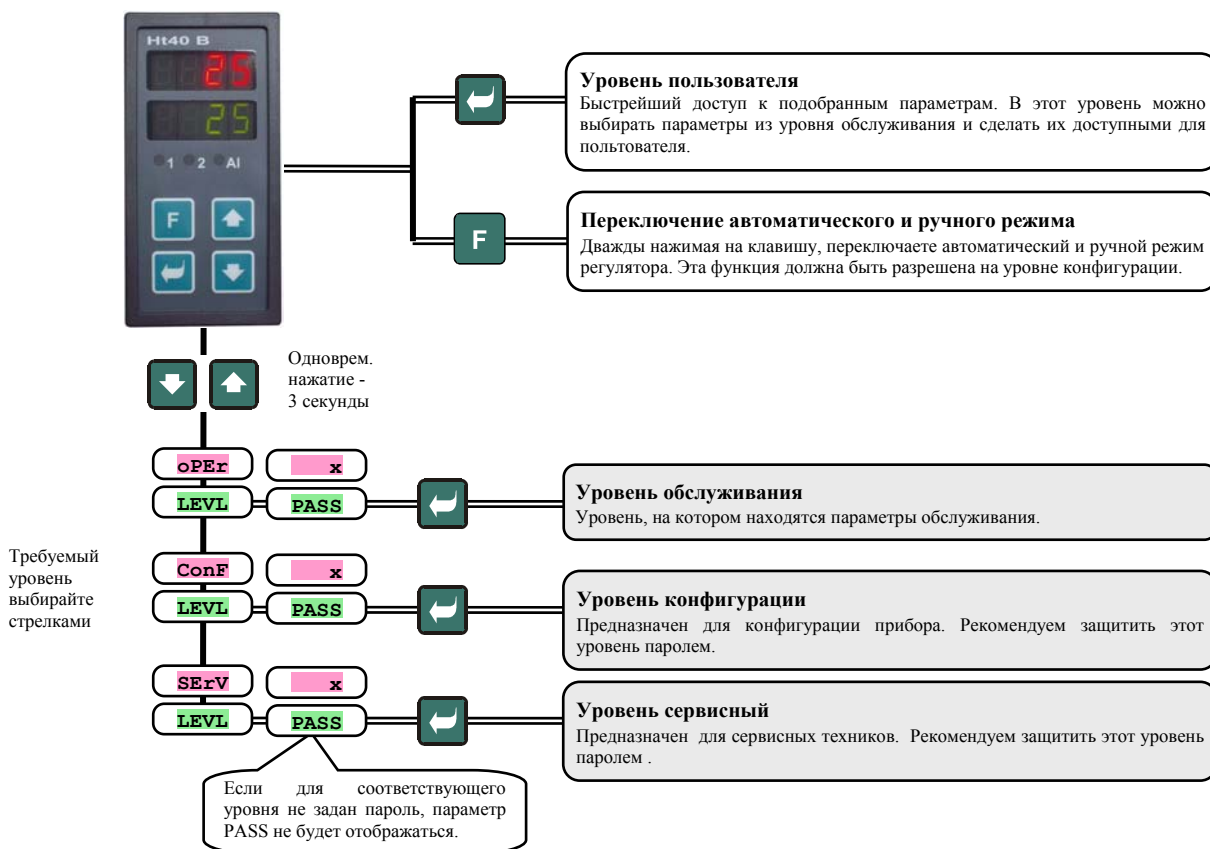 Ht40 B
25
25
1 2 Al
F
Уровень пользователя
Быстрейший доступ к подобранным параметрам. В этот уровень можно
выбирать параметры из уровня обслуживания и сделать их доступными для
польтователя.
F
Переключение автоматического и ручного режима
Дважды нажимая на клавишу, переключаете автоматический и ручной режим
регулятора. Эта функция должна быть разрешена на уровне конфигурации.
Одноврем.
нажатие -
3 секунды
Требуемый
уровень
выбирайте
стрелками
oPEr x
LEVL PASS
Уровень обслуживания
Уровень, на котором находятся параметры обслуживания.
ConF x
LEVL PASS
Уровень конфигурации
Предназначен для конфигурации прибора. Рекомендуем защитить этот
уровень паролем.
SErV x
LEVL PASS
Уровень сервисный
Предназначен для сервисных техников. Рекомендуем защитить этот уровень
паролем .
Если для соответствующего
уровня не задан пароль, параметр
PASS не будет отображаться.